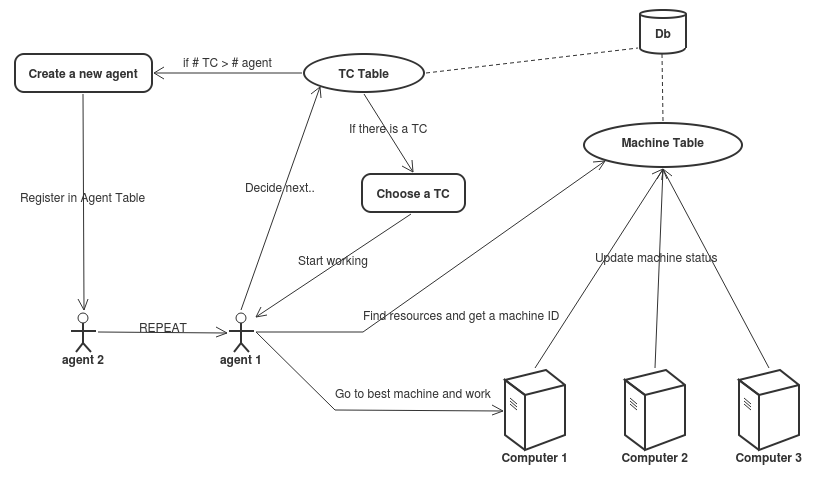 Db
if # TC > # agent
Create a new agent
TC Table
If there is a TC
Machine Table
Decide next..
Choose a TC
Register in Agent Table
Start working
Update machine status
Find resources and get a machine ID
REPEAT
agent 2
agent 1
Go to best machine and work
Computer 1
Computer 2
Computer 3